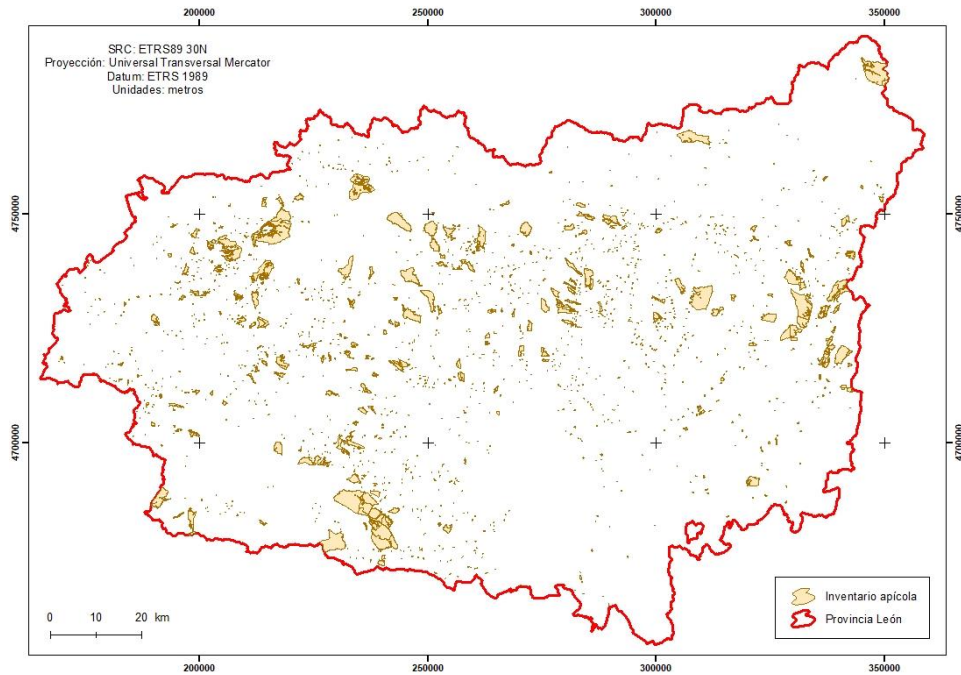 200000 250000 300000 350000
SRC: ETRS89 30N
Proyección: Universal Transversal Mercator
Datum: ETRS 1989
Unidades: metros
4750000 4750000
4700000 4700000
Inventario apícola
Provincia León
0 10 20 km
200000 250000 300000 350000